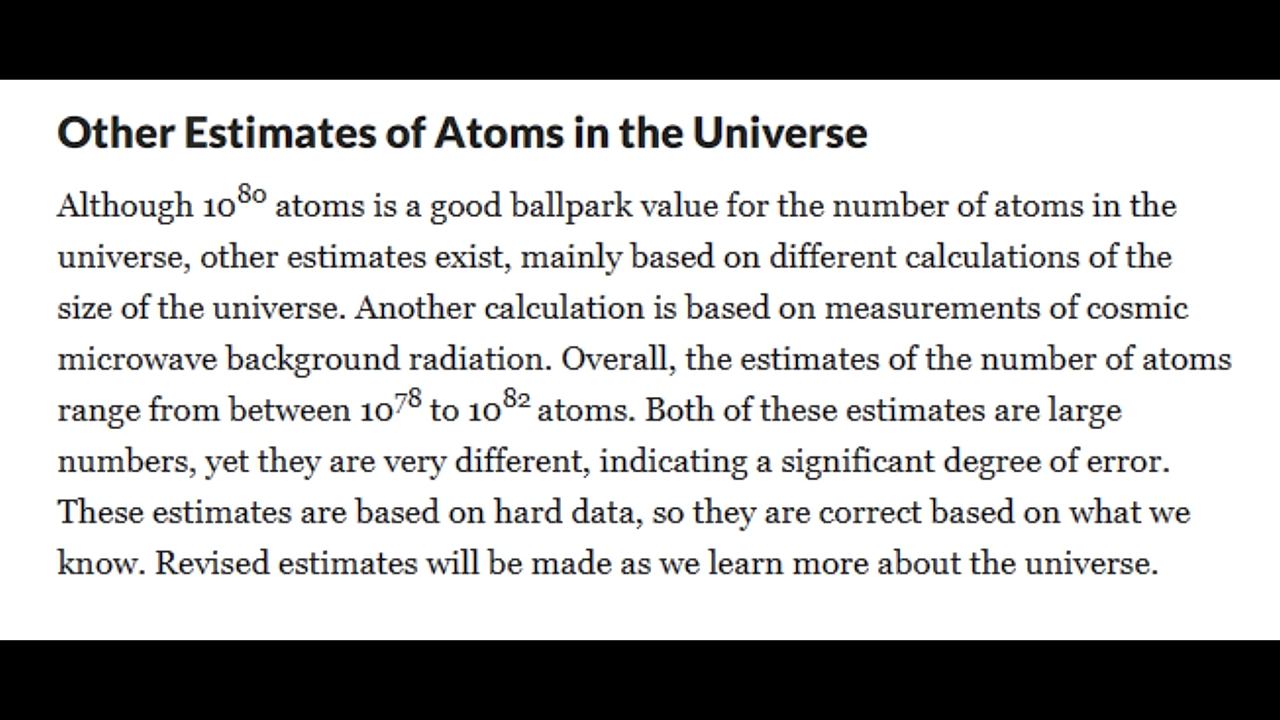 Other Estimates of Atoms in the Universe
Although 10⁸⁰ atoms is a good ballpark value for the number of atoms in the
universe, other estimates exist, mainly based on different calculations of the
size of the universe. Another calculation is based on measurements of cosmic
microwave background radiation. Overall, the estimates of the number of atoms
range from between 10⁷⁸ to 10⁸² atoms. Both of these estimates are large
numbers, yet they are very different, indicating a significant degree of error.
These estimates are based on hard data, so they are correct based on what we
know. Revised estimates will be made as we learn more about the universe.